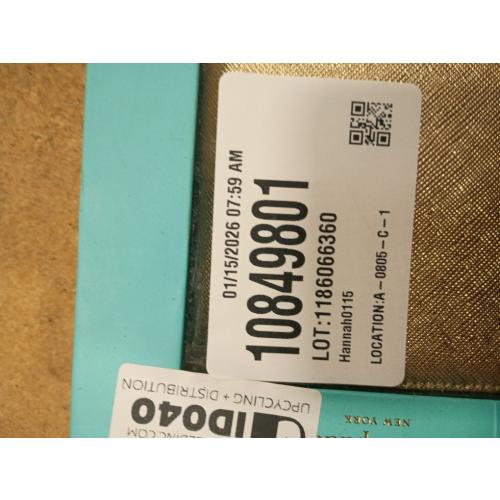 01/15/2026 07:59 AM
10849801
LOT:1186066360
Hannah0115
LOCATION:A-0805-C-1
UPCYCLING + DISTRIBUTION
ID040
NEW YORK